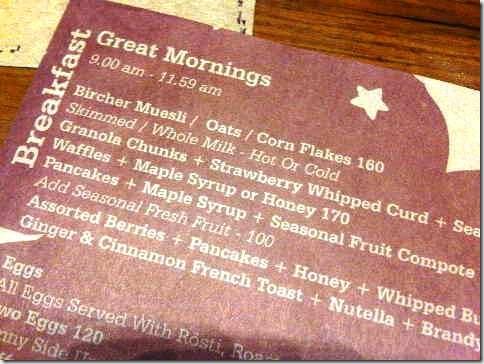 Breakfast
Great Mornings
9.00 am - 11.59 am
Bircher Muesli / Oats / Corn Flakes 160
Skimmed / Whole Milk - Hot Or Cold
Granola Chunks + Strawberry Whipped Curd + Sea
Waffles + Maple Syrup or Honey 170
Pancakes + Maple Syrup + Seasonal Fruit Compote
Add Seasonal Fresh Fruit - 100
Assorted Berries + Pancakes + Honey + Whipped Bu
Ginger & Cinnamon French Toast + Nutella + Brandy
Eggs
All Eggs Served With Rösti, Roas
Two Eggs 120
Sunny Side